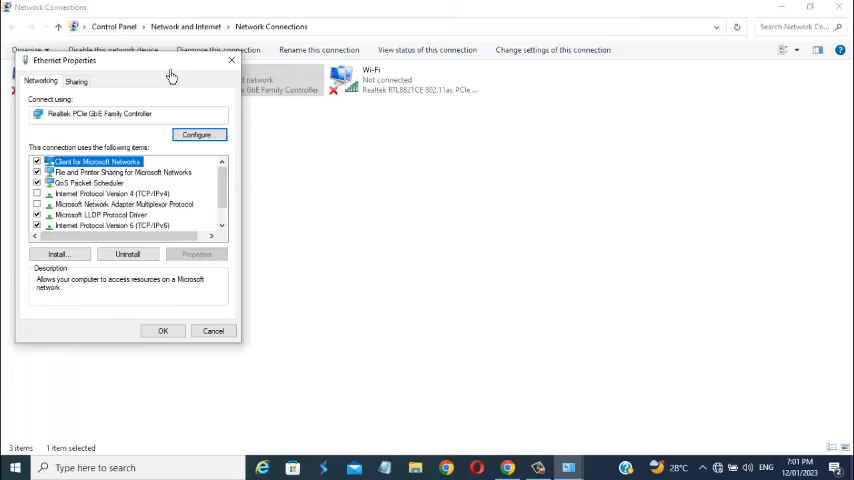 Network Connections
Control Panel
Network and Internet
Network Connections
Search Network Co...
Organize
Disable this network device
Diagnose this connection
Rename this connection
View status of this connection
Change settings of this connection
Ethernet Properties
Networking
Sharing
Connect using:
Realtek PCIe GbE Family Controller
Configure...
This connection uses the following items:
Client for Microsoft Networks
File and Printer Sharing for Microsoft Networks
QoS Packet Scheduler
Internet Protocol Version 4 (TCP/IPv4)
Microsoft Network Adapter Multiplexor Protocol
Microsoft LLDP Protocol Driver
Internet Protocol Version 6 (TCP/IPv6)
Install...
Uninstall
Properties
Description
Allows your computer to access resources on a Microsoft
network.
OK
Cancel
d network
GbE Family Controller
Wi-Fi
Not connected
Realtek RTL8821CE 802.11ac PCIe ...
3 items
1 item selected
Type here to search
28°C
ENG
7:01 PM
12/01/2023
2